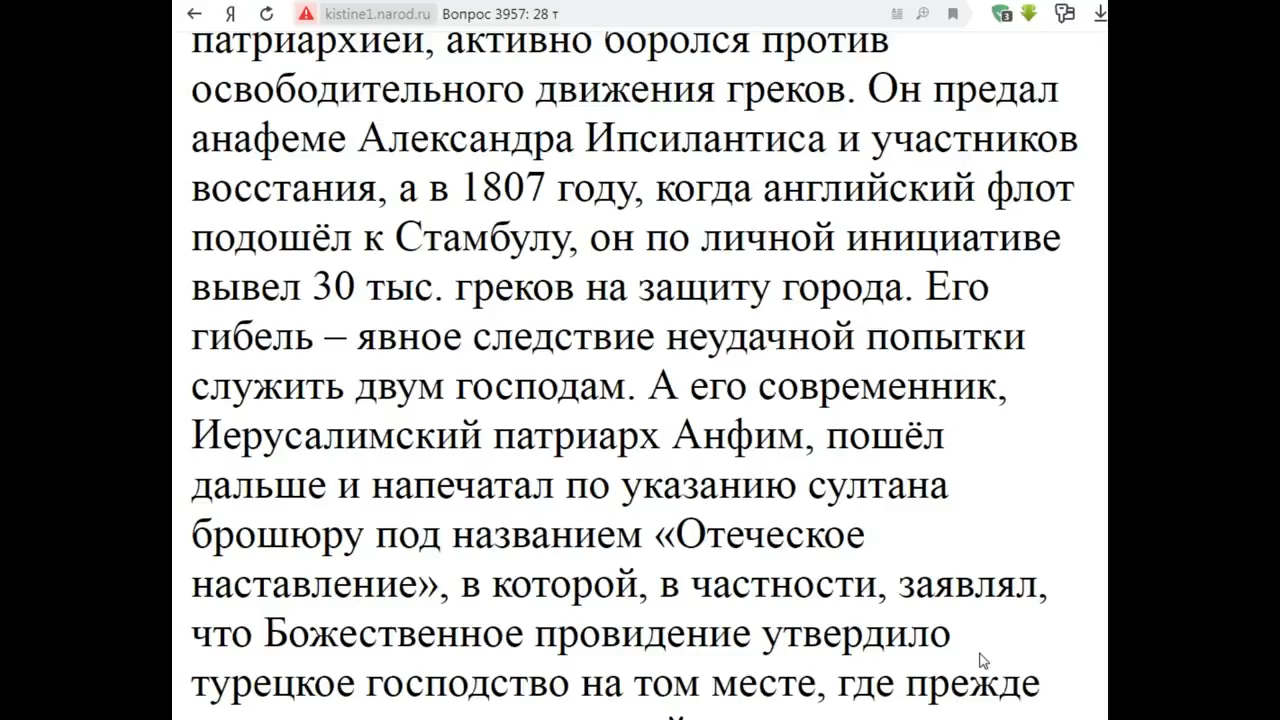 Я kistine1.narod.ru Вопрос 3957: 28 т 3
патриархией, активно боролся против
освободительного движения греков. Он предал
анафеме Александра Ипсилантиса и участников
восстания, а в 1807 году, когда английский флот
подошёл к Стамбулу, он по личной инициативе
вывел 30 тыс. греков на защиту города. Его
гибель – явное следствие неудачной попытки
служить двум господам. А его современник,
Иерусалимский патриарх Анфим, пошёл
дальше и напечатал по указанию султана
брошюру под названием «Отеческое
наставление», в которой, в частности, заявлял,
что Божественное провидение утвердило
турецкое господство на том месте, где прежде